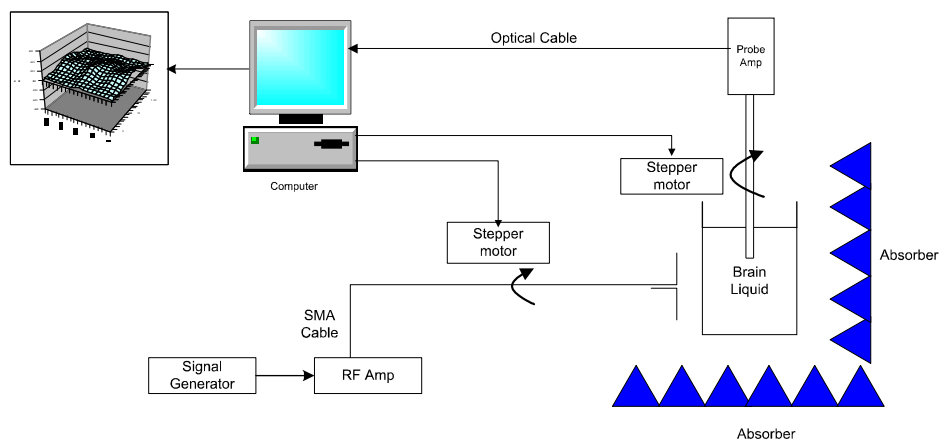 Optical Cable
Probe
Amp
Computer
Stepper
motor
Stepper
motor
Brain
Liquid
Absorber
SMA
Cable
Signal
Generator
RF Amp
Absorber